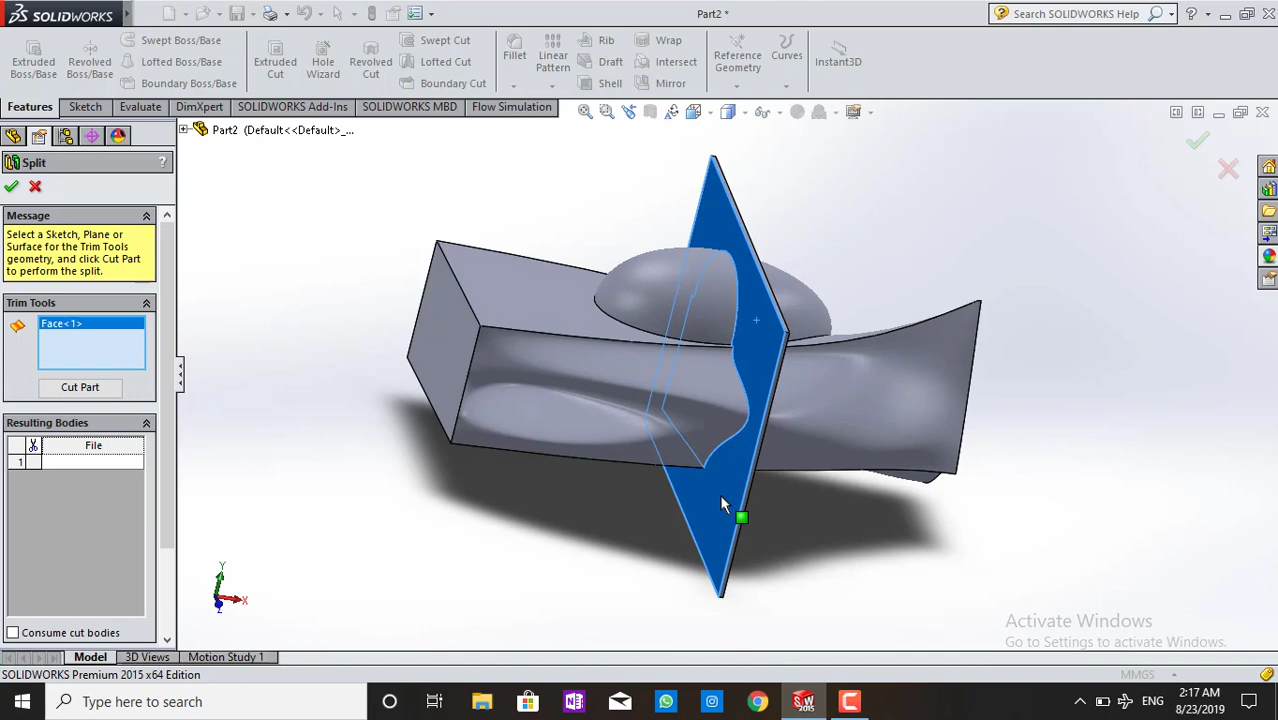 SOLIDWORKS
Part2 *
Search SOLIDWORKS Help
Extruded Boss/Base
Revolved Boss/Base
Swept Boss/Base
Lofted Boss/Base
Boundary Boss/Base
Extruded Cut
Hole Wizard
Revolved Cut
Swept Cut
Lofted Cut
Boundary Cut
Fillet
Linear Pattern
Rib
Draft
Shell
Wrap
Intersect
Mirror
Reference Geometry
Curves
Instant3D
Features
Sketch
Evaluate
DimXpert
SOLIDWORKS Add-Ins
SOLIDWORKS MBD
Flow Simulation
Part2 (Default<<Default>_...
Split
?
Message
Select a Sketch, Plane or
Surface for the Trim Tools
geometry, and click Cut Part
to perform the split.
Trim Tools
Face<1>
Cut Part
Resulting Bodies
File
1
Consume cut bodies
Y
X
Z
Activate Windows
Go to Settings to activate Windows.
Model
3D Views
Motion Study 1
SOLIDWORKS Premium 2015 x64 Edition
MMGS
Type here to search
SW
2015
ENG
2:17 AM
8/23/2019